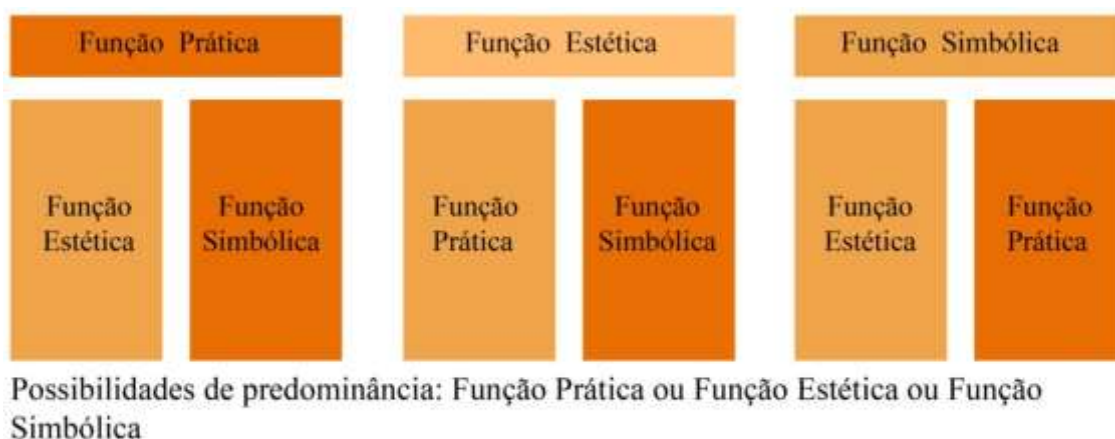 Função Prática
Função Estética
Função Simbólica
Função
Estética
Função
Simbólica
Função
Prática
Função
Simbólica
Função
Estética
Função
Prática
Possibilidades de predominância: Função Prática ou Função Estética ou Função
Simbólica